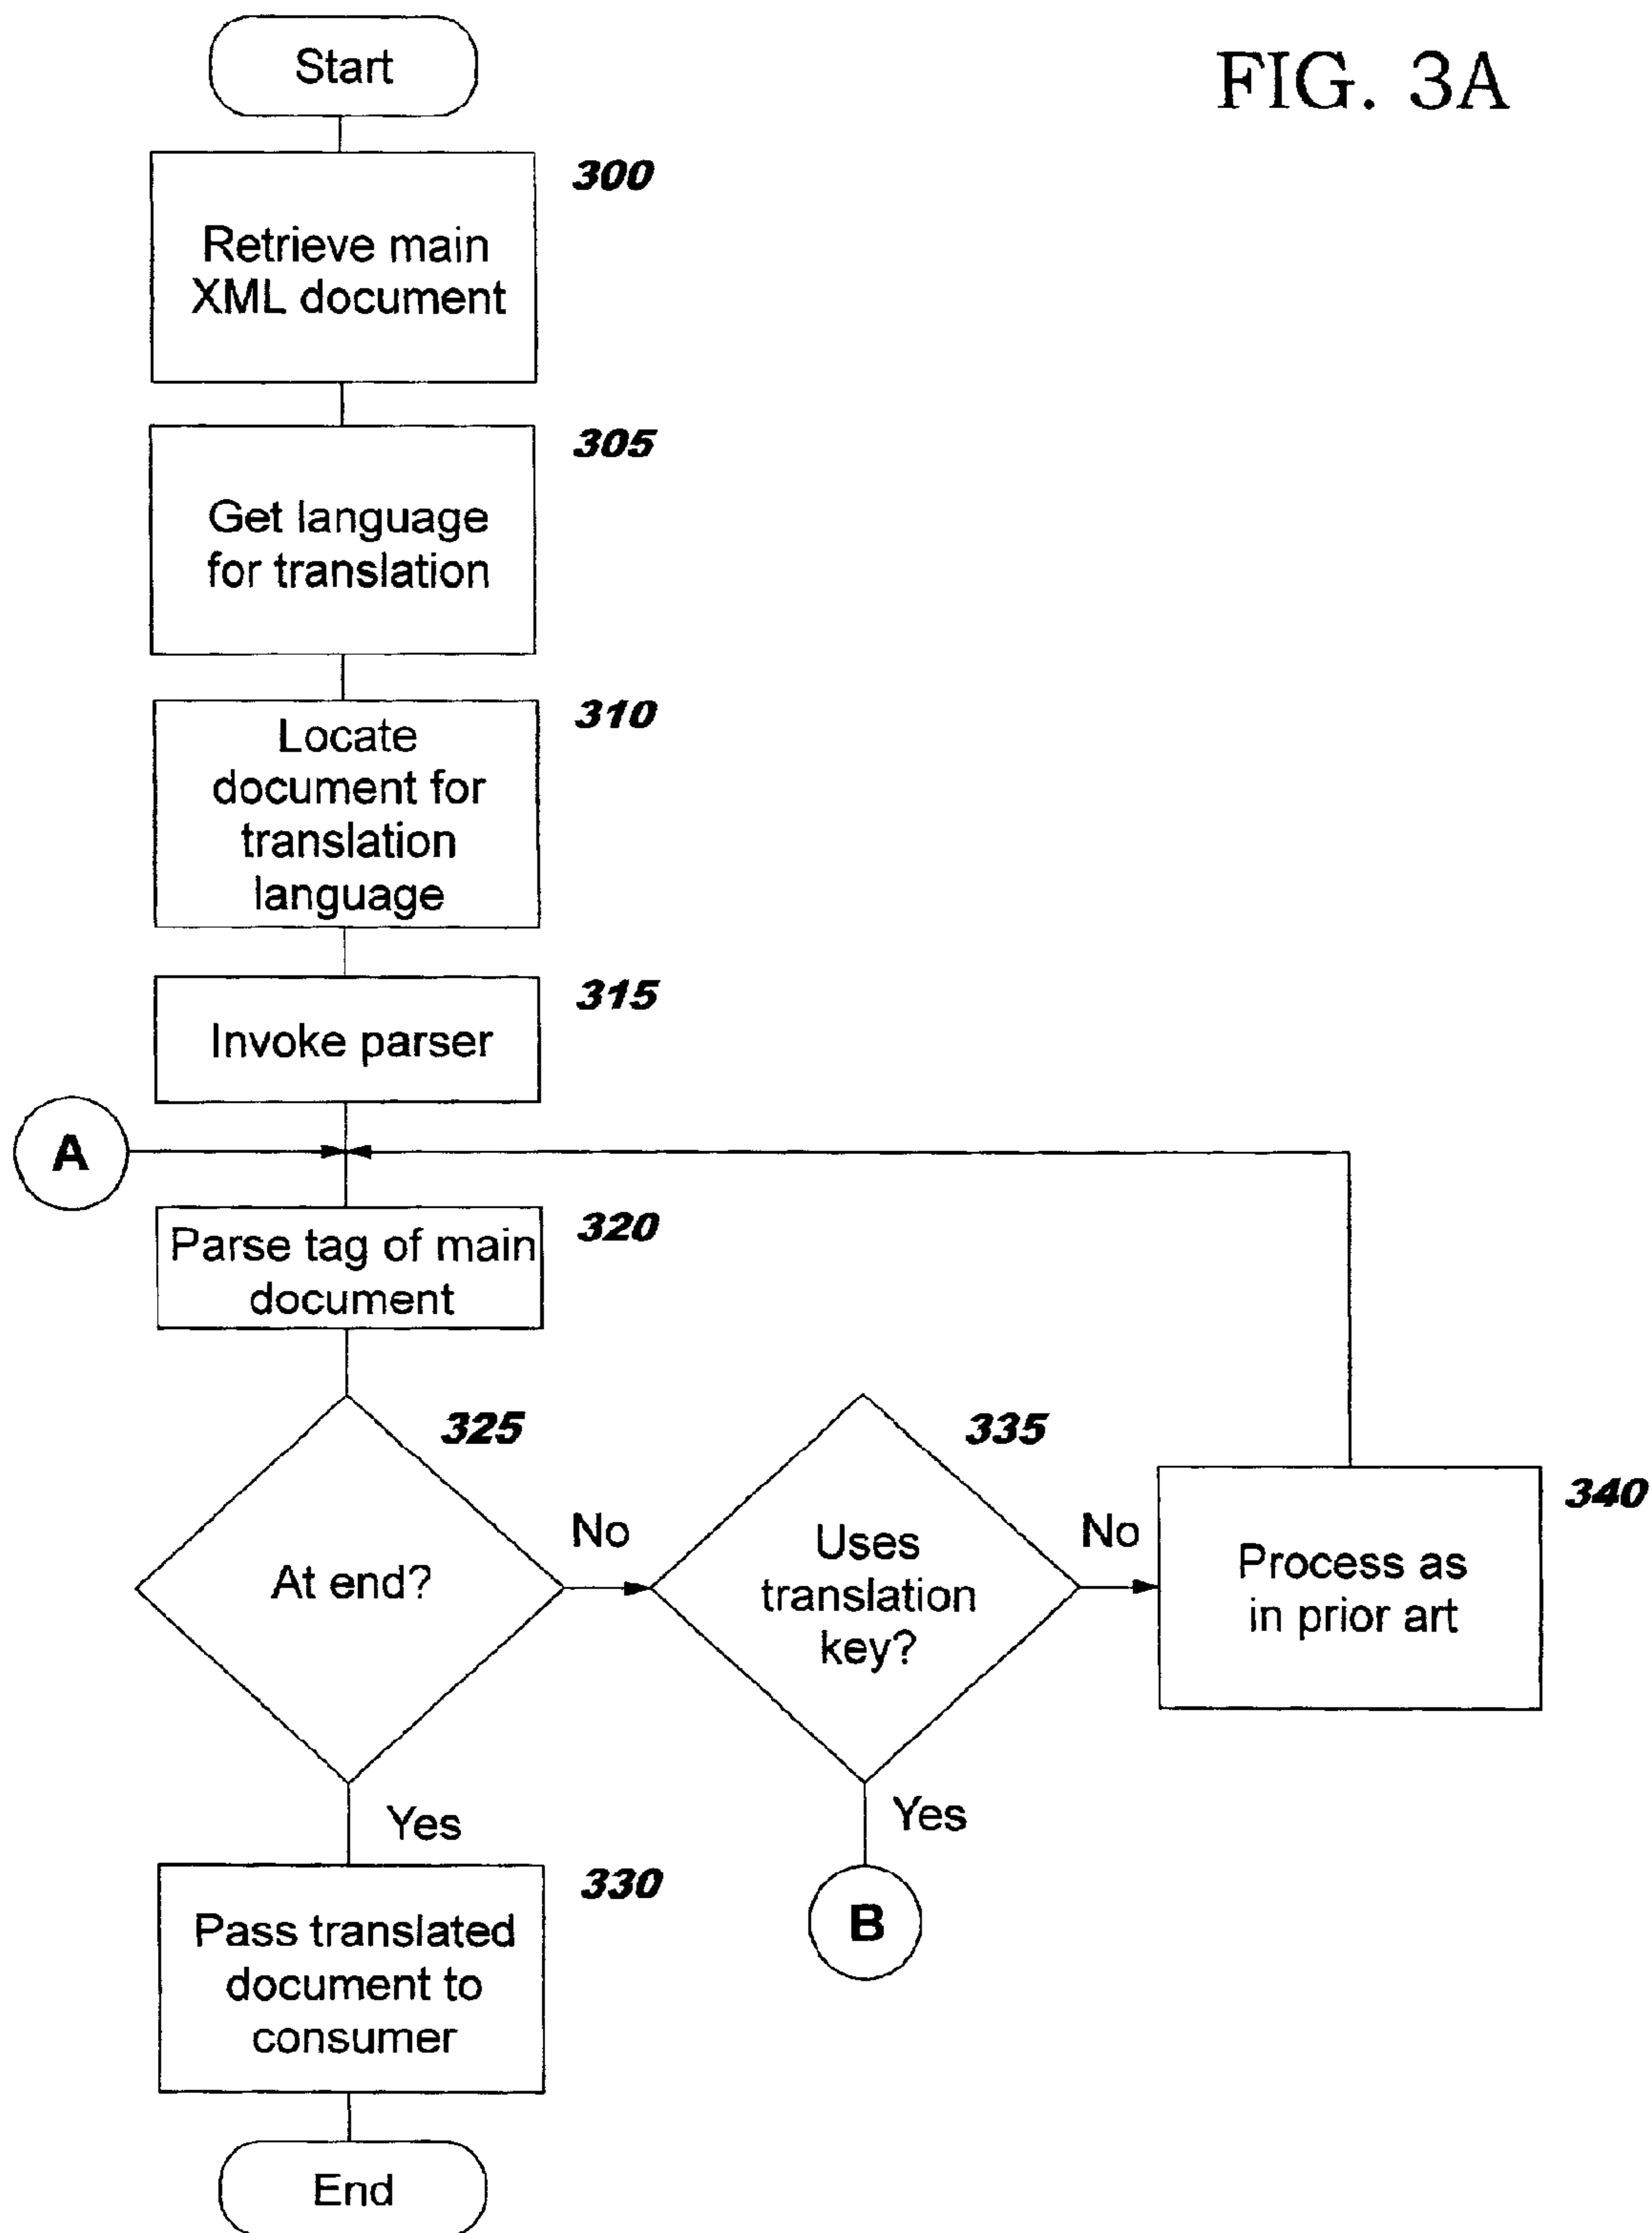 FIG. 3A
Start
300
Retrieve main
XML document
305
Get language
for translation
310
Locate
document for
translation
language
315
Invoke parser
A
320
Parse tag of main
document
325
At end?
No
335
Uses
translation
key?
No
340
Process as
in prior art
Yes
Yes
330
Pass translated
document to
consumer
B
End